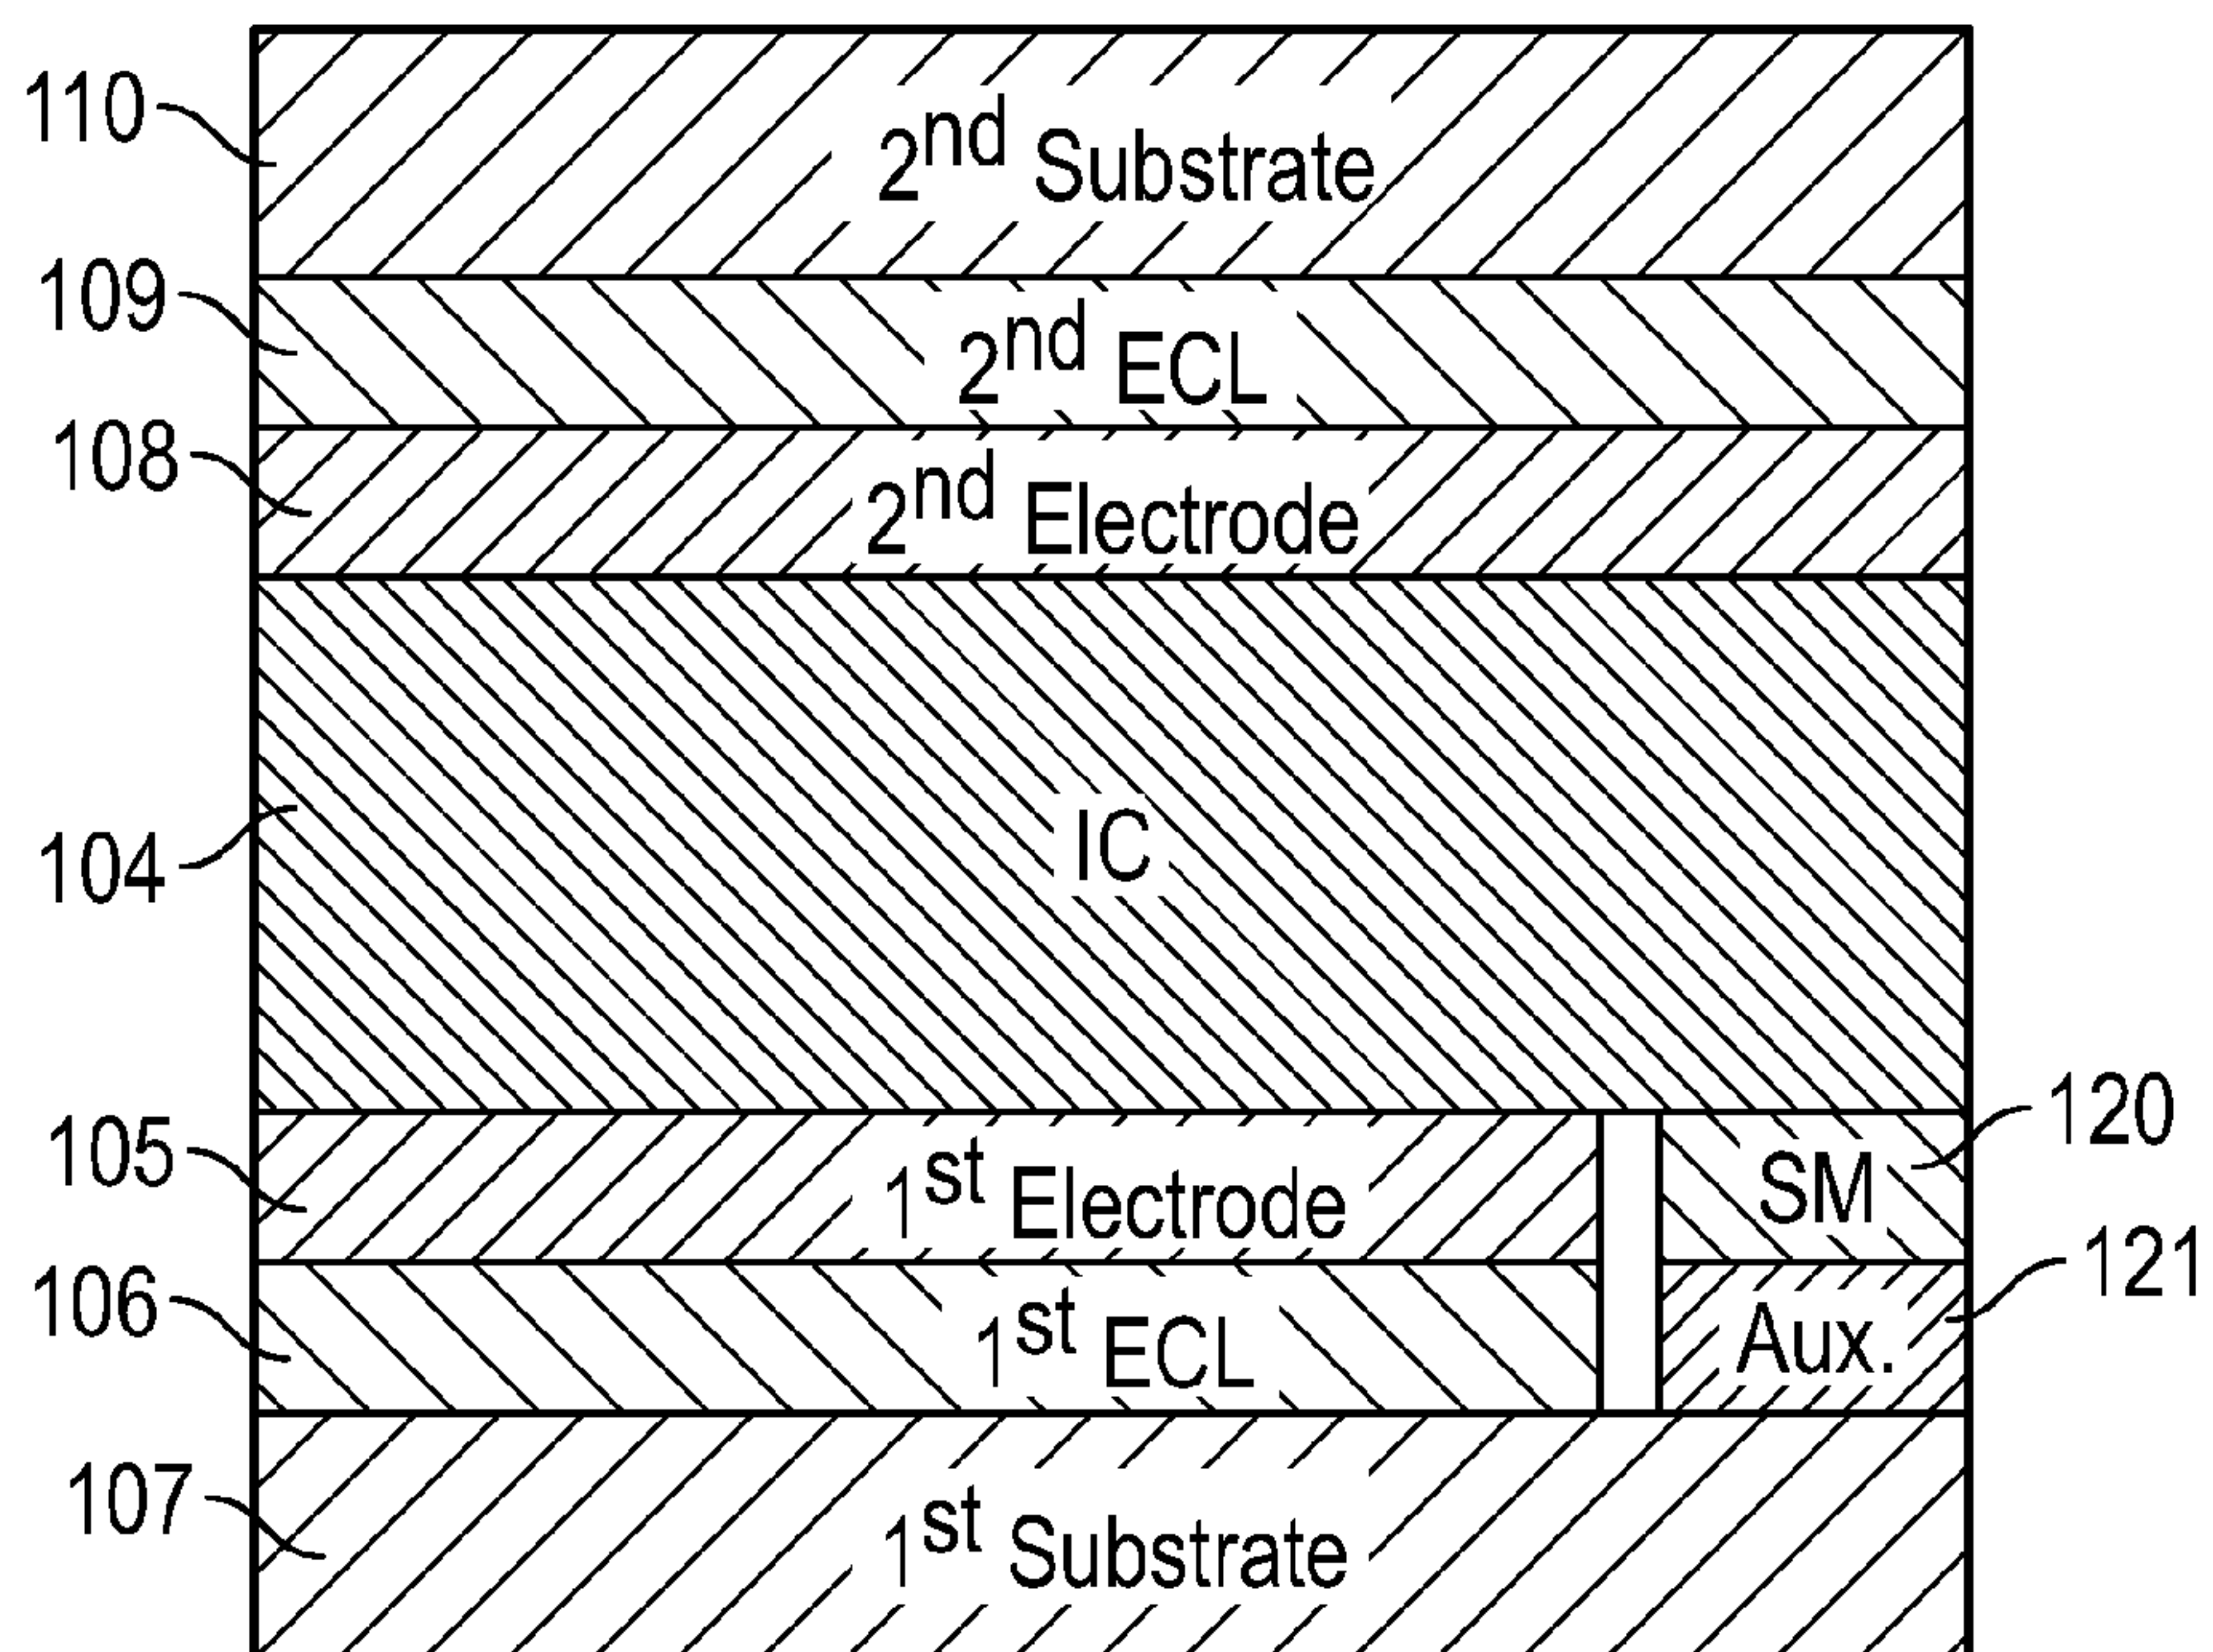 110
2nd Substrate
109
2nd ECL
108
2nd Electrode
104
IC
105
1st Electrode
SM
120
106
1st ECL
Aux.
121
107
1st Substrate